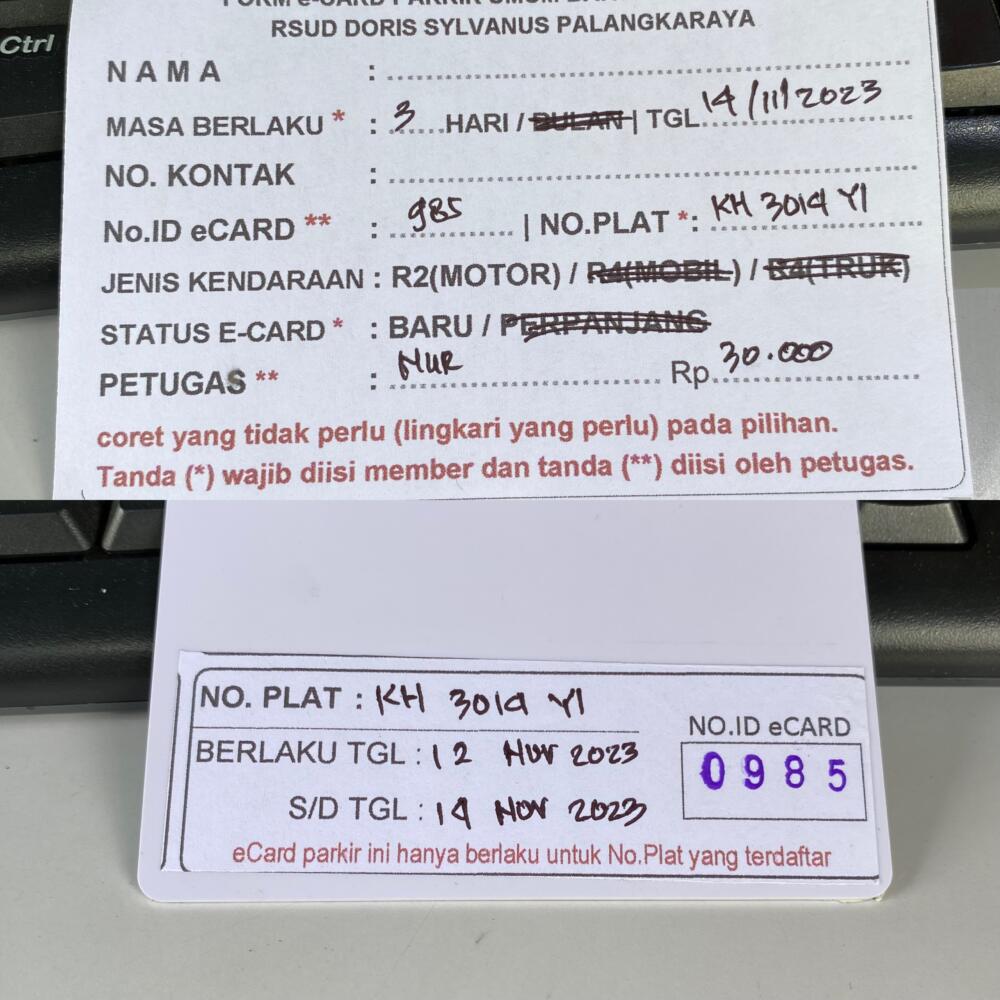 Ctrl
RSUD DORIS SYLVANUS PALANGKARAYA
NAMA :
MASA BERLAKU * : 3 HARI / BULAN | TGL 14/11/2023
NO. KONTAK :
No.ID eCARD ** : 985 | NO.PLAT *: KH 3014 YI
JENIS KENDARAAN : R2(MOTOR) / R4(MOBIL) / R4(TRUK)
STATUS E-CARD * : BARU / PERPANJANG
PETUGAS ** : NUR Rp. 30.000
coret yang tidak perlu (lingkari yang perlu) pada pilihan.
Tanda (*) wajib diisi member dan tanda (**) diisi oleh petugas.
NO. PLAT : KH 3014 YI
BERLAKU TGL : 12 NOV 2023
S/D TGL : 14 NOV 2023
NO.ID eCARD
0985
eCard parkir ini hanya berlaku untuk No.Plat yang terdaftar